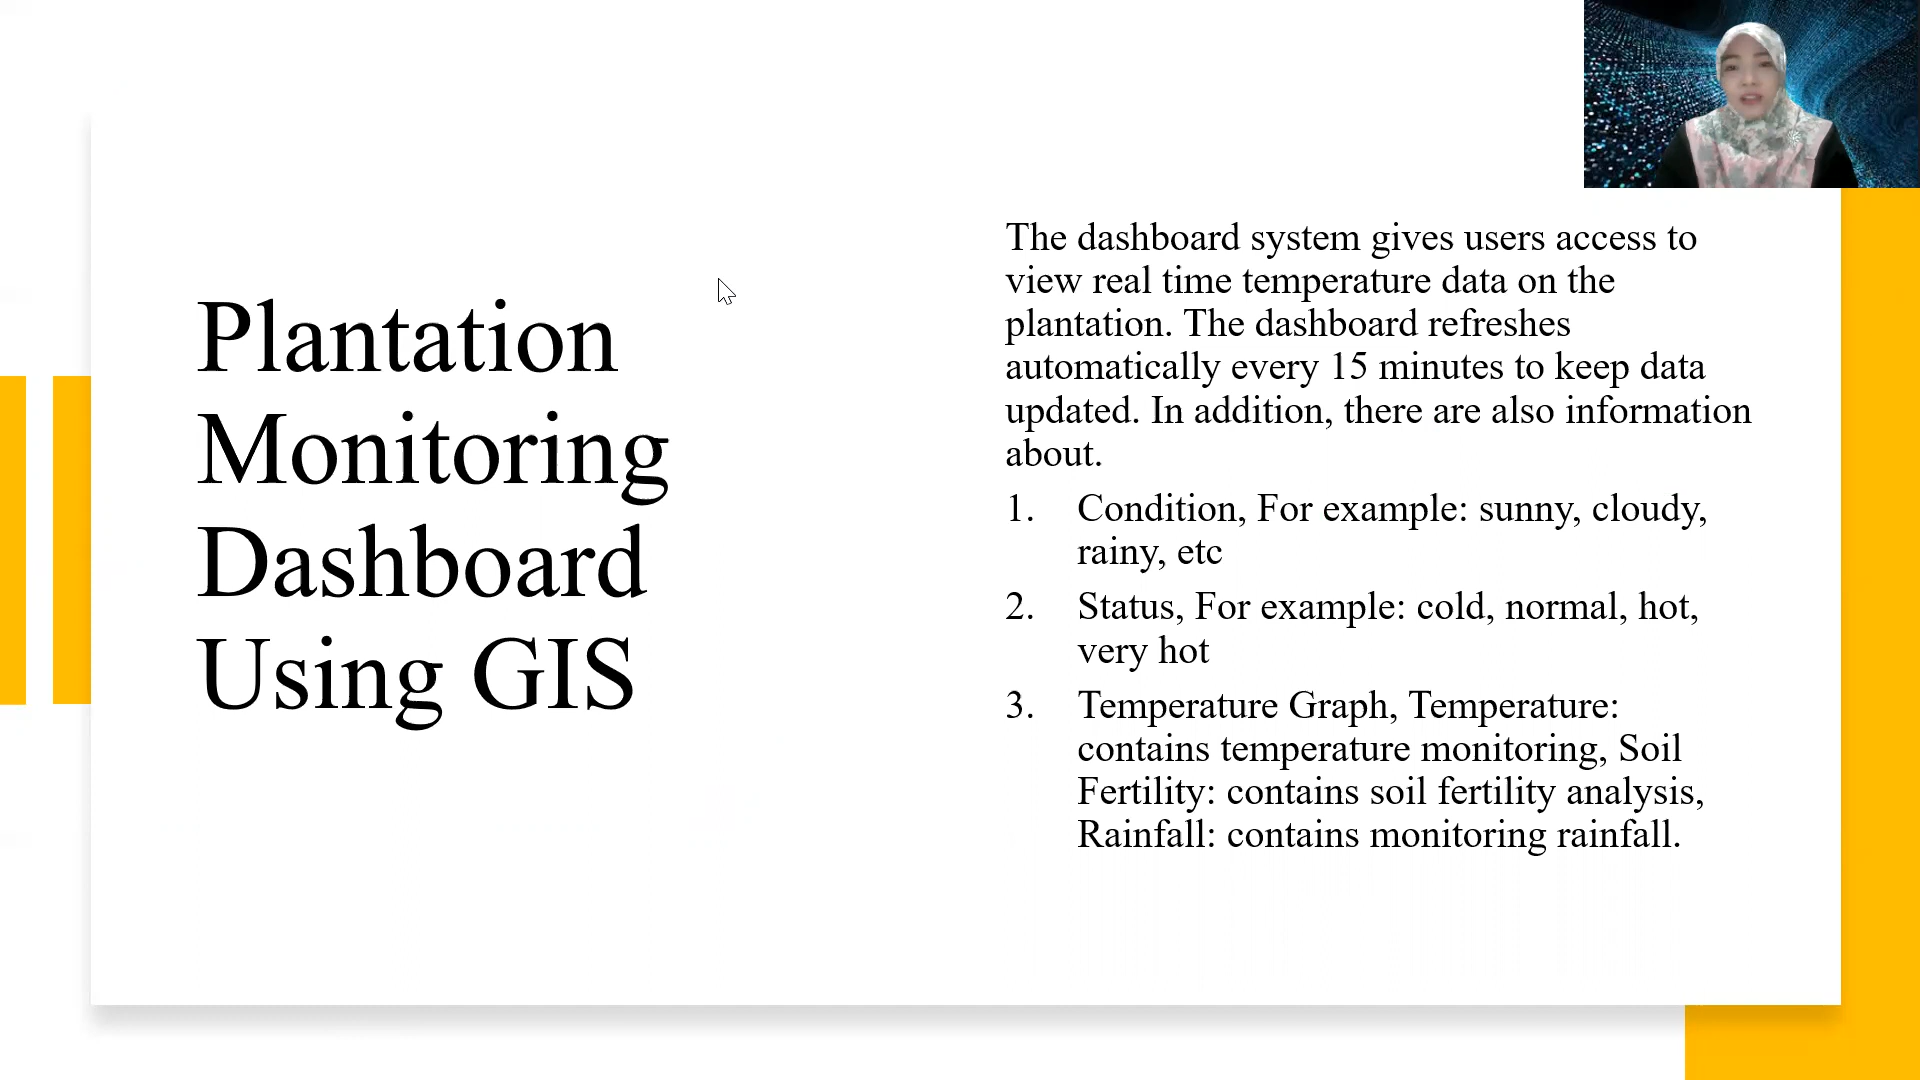 Plantation
Monitoring
Dashboard
Using GIS
The dashboard system gives users access to
view real time temperature data on the
plantation. The dashboard refreshes
automatically every 15 minutes to keep data
updated. In addition, there are also information
about.
1. Condition, For example: sunny, cloudy,
rainy, etc
2. Status, For example: cold, normal, hot,
very hot
3. Temperature Graph, Temperature:
contains temperature monitoring, Soil
Fertility: contains soil fertility analysis,
Rainfall: contains monitoring rainfall.